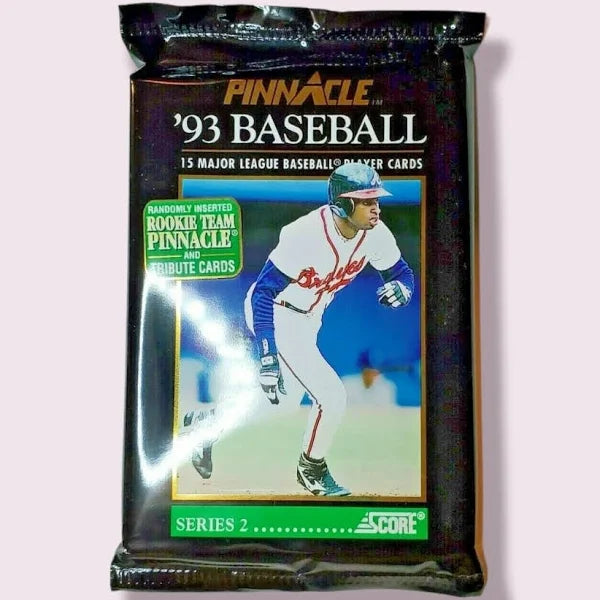 PINNACLE™
'93 BASEBALL
15 MAJOR LEAGUE BASEBALL® PLAYER CARDS
RANDOMLY INSERTED
ROOKIE TEAM
PINNACLE®
AND
TRIBUTE CARDS
Braves
SERIES 2 ..............SCORE®